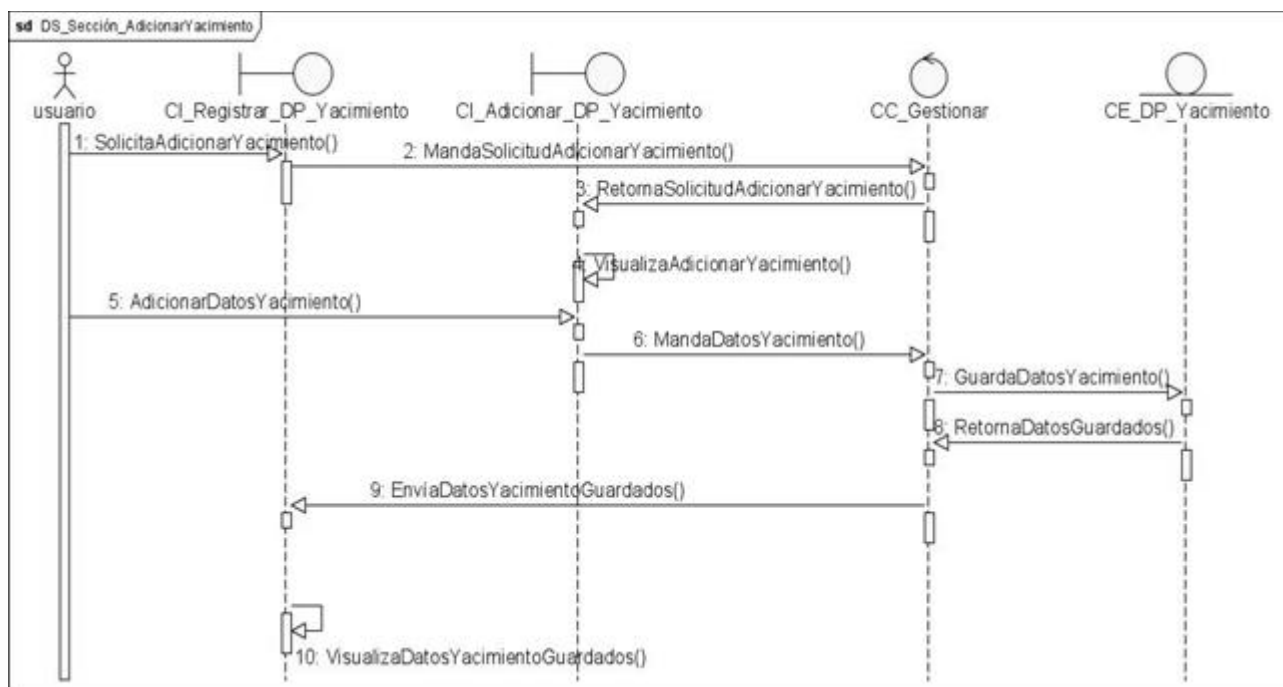 sd DS_Sección_AdicionarYacimiento
usuario
CI_Registrar_DP_Yacimiento
CI_Adicionar_DP_Yacimiento
CC_Gestionar
CE_DP_Yacimiento
1: SolicitaAdicionarYacimiento()
2: MandaSolicitudAdicionarYacimiento()
3: RetornaSolicitudAdicionarYacimiento()
4: VisualizaAdicionarYacimiento()
5: AdicionarDatosYacimiento()
6: MandaDatosYacimiento()
7: GuardaDatosYacimiento()
8: RetornaDatosGuardados()
9: EnvíaDatosYacimientoGuardados()
10: VisualizaDatosYacimientoGuardados()